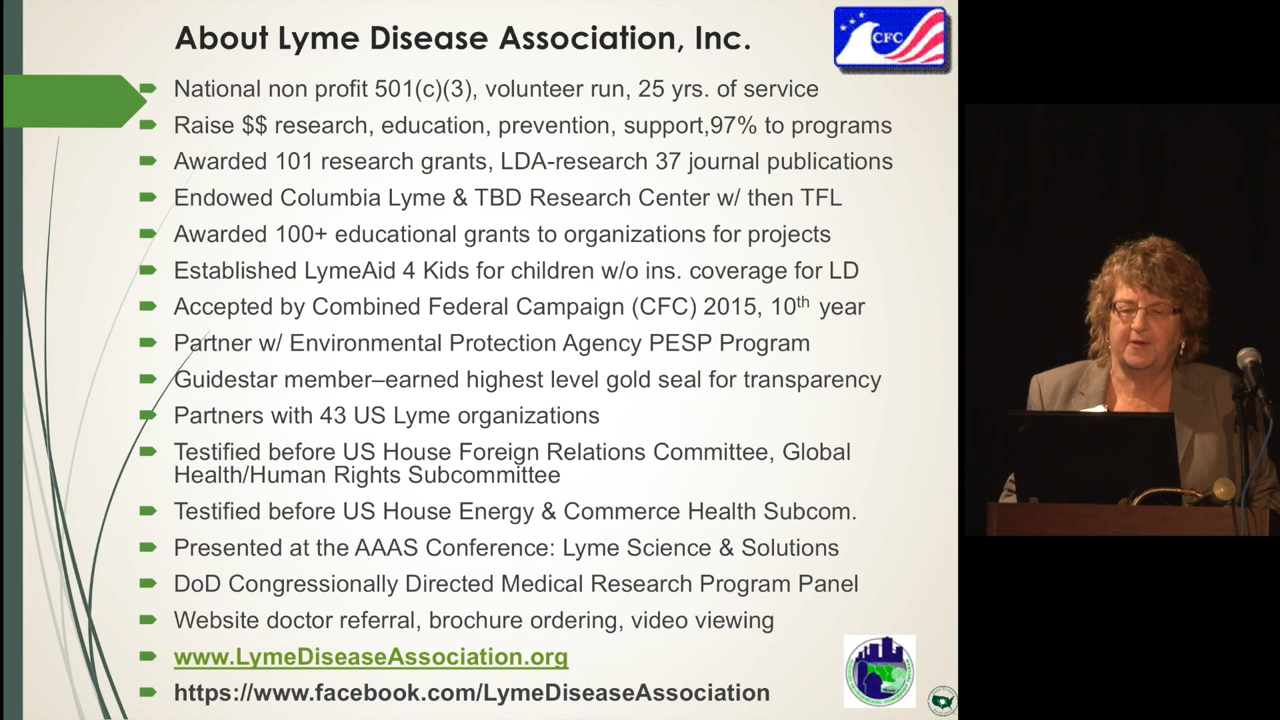 About Lyme Disease Association, Inc.
CFC
National non profit 501(c)(3), volunteer run, 25 yrs. of service
Raise $$ research, education, prevention, support,97% to programs
Awarded 101 research grants, LDA-research 37 journal publications
Endowed Columbia Lyme & TBD Research Center w/ then TFL
Awarded 100+ educational grants to organizations for projects
Established LymeAid 4 Kids for children w/o ins. coverage for LD
Accepted by Combined Federal Campaign (CFC) 2015, 10th year
Partner w/ Environmental Protection Agency PESP Program
Guidestar member–earned highest level gold seal for transparency
Partners with 43 US Lyme organizations
Testified before US House Foreign Relations Committee, Global
Health/Human Rights Subcommittee
Testified before US House Energy & Commerce Health Subcom.
Presented at the AAAS Conference: Lyme Science & Solutions
DoD Congressionally Directed Medical Research Program Panel
Website doctor referral, brochure ordering, video viewing
www.LymeDiseaseAssociation.org
https://www.facebook.com/LymeDiseaseAssociation